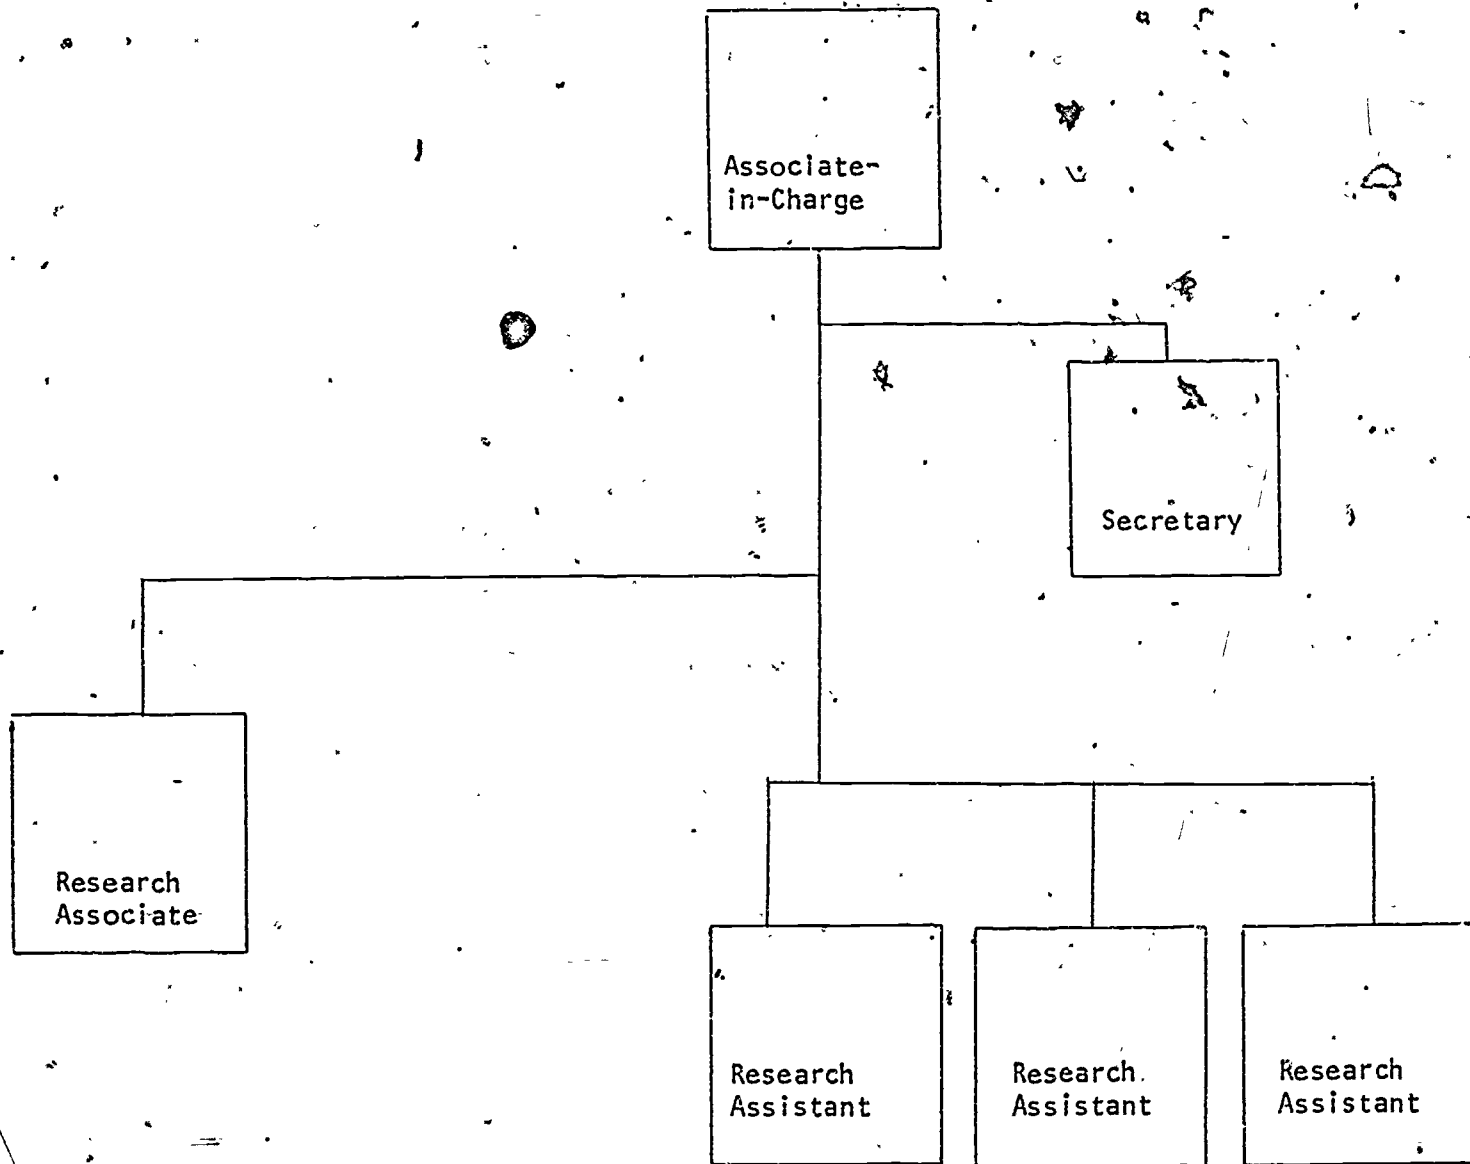 Associate-
in-Charge
Secretary
Research
Associate
Research
Assistant
Research
Assistant
Research
Assistant